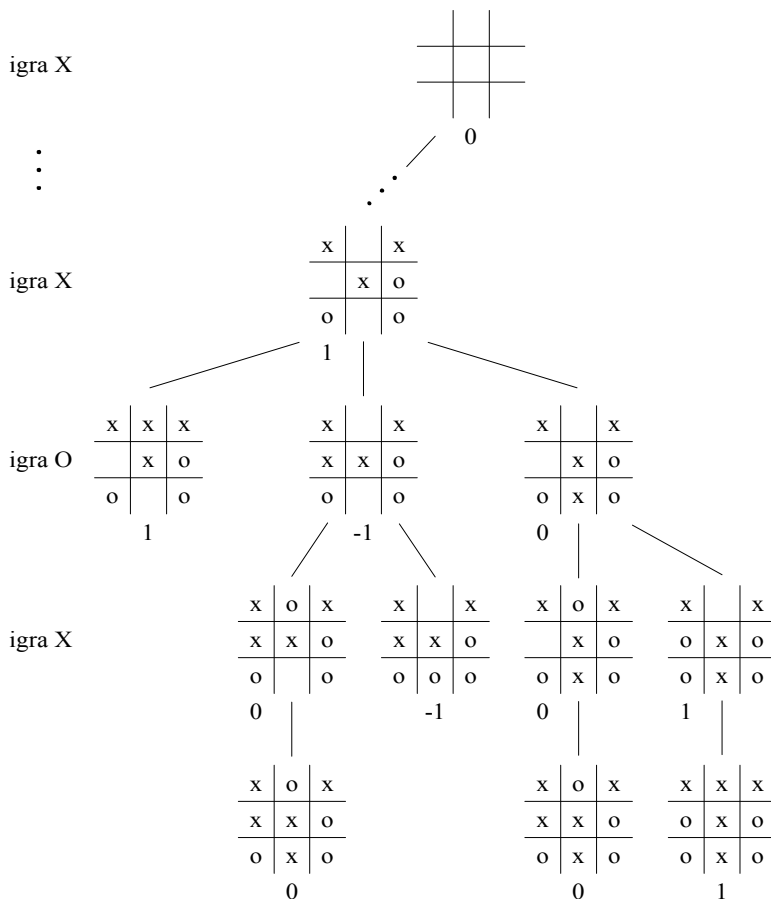 igra X
0
x x
igra X x o
o o
1
x x x x x x x
igra O x o x x o x o
o o o o o x o
1 -1 0
x o x x x x o x x x
igra X x x o x x o x o o x o
o o o o o o x o o x o
0 -1 0 1
x o x x o x x x x
x x o x x o o x o
o x o o x o o x o
0 0 1